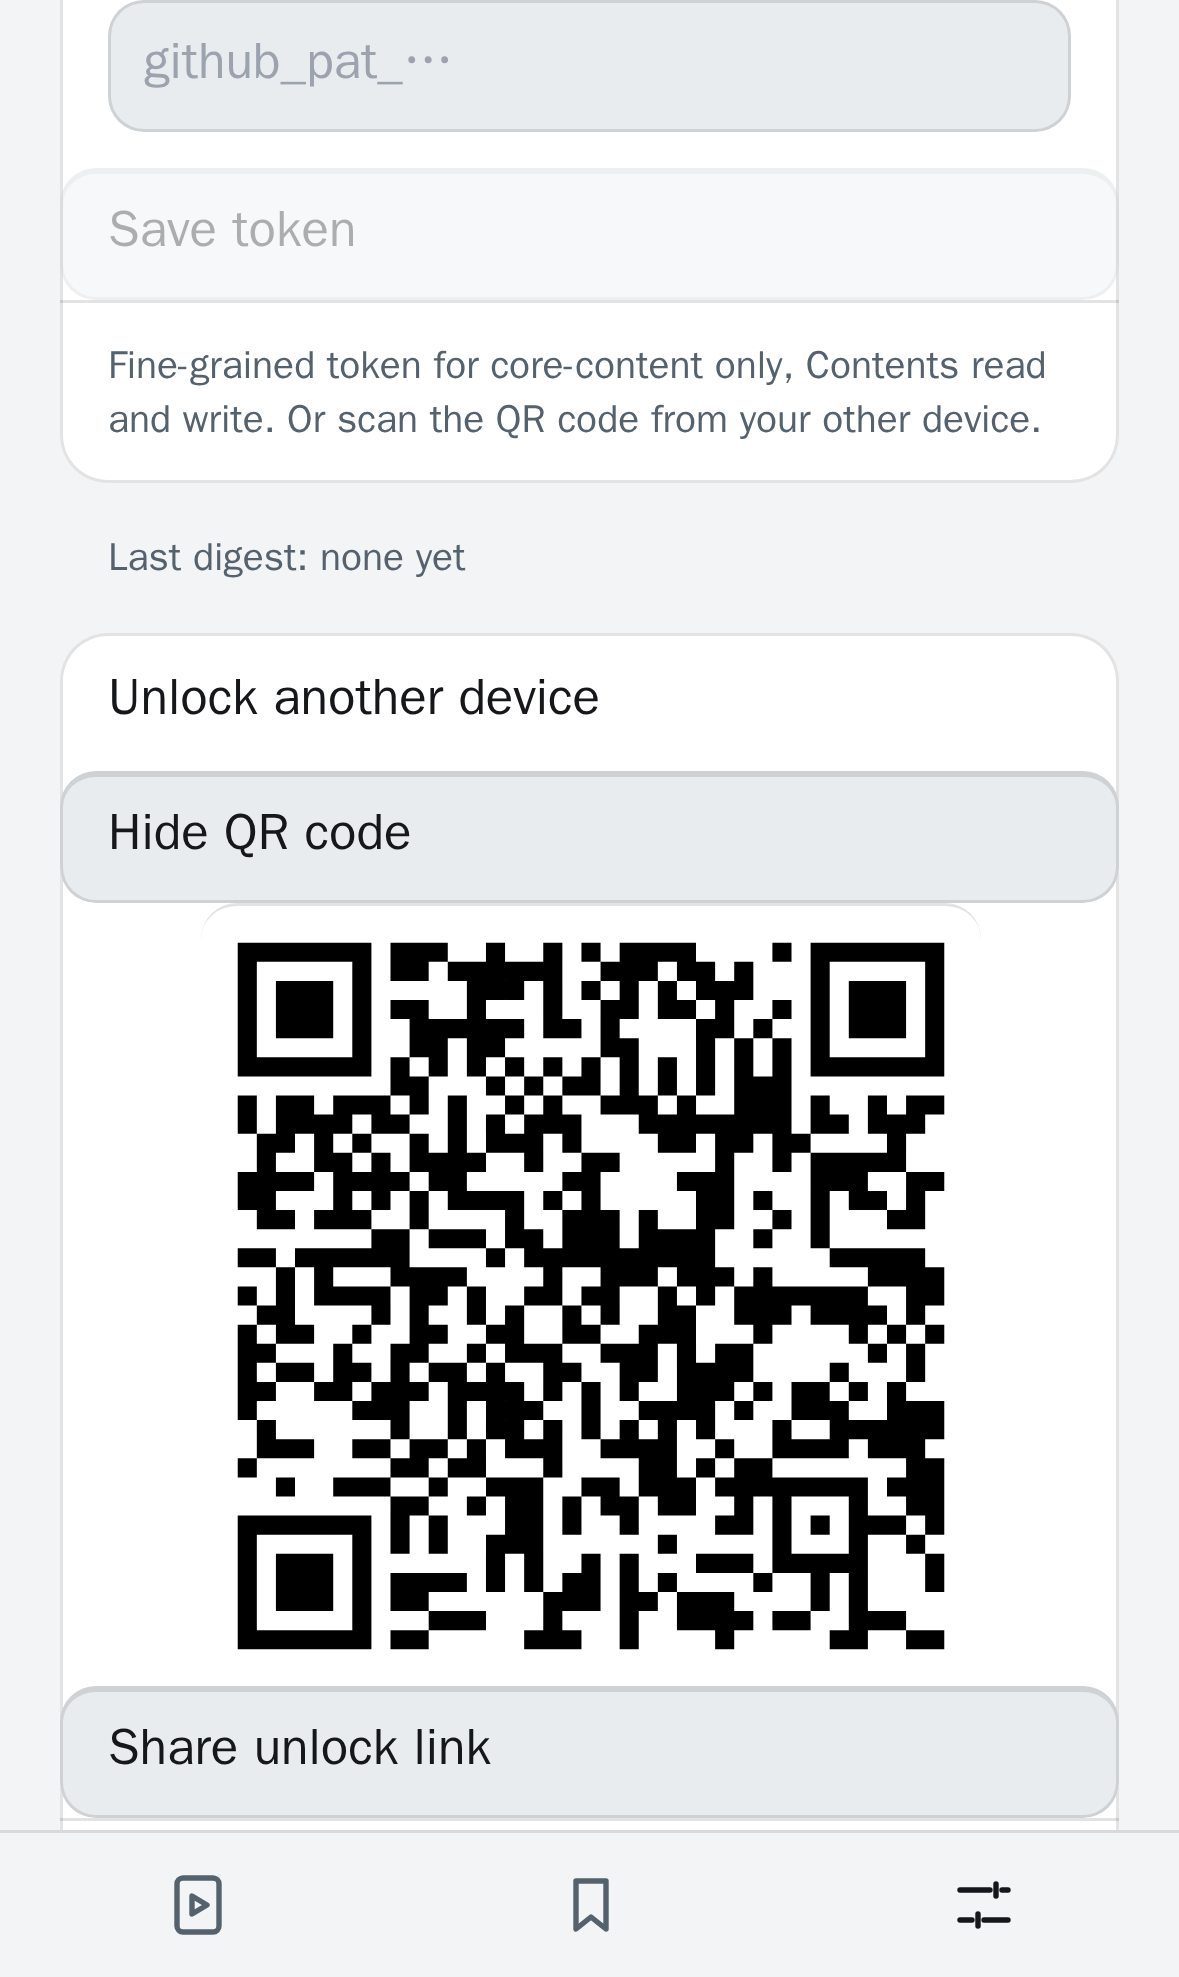 github_pat_···
Save token
Fine-grained token for core-content only, Contents read
and write. Or scan the QR code from your other device.
Last digest: none yet
Unlock another device
Hide QR code
Share unlock link